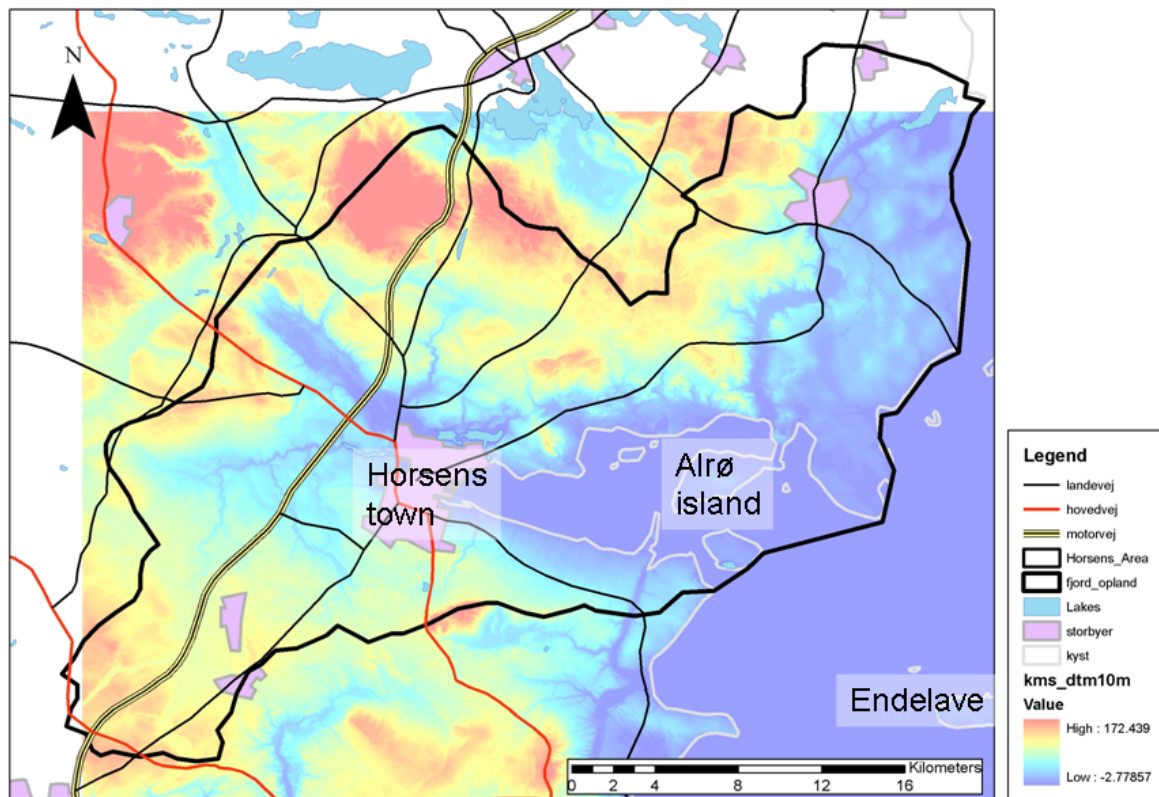 N
Horsens
town
Alrø
island
Endelave
Kilometers
0 2 4 8 12 16
Legend
landevej
hovedvej
motorvej
Horsens_Area
fjord_opland
Lakes
storbyer
kyst
kms_dtm10m
Value
High : 172.439
Low : -2.77857